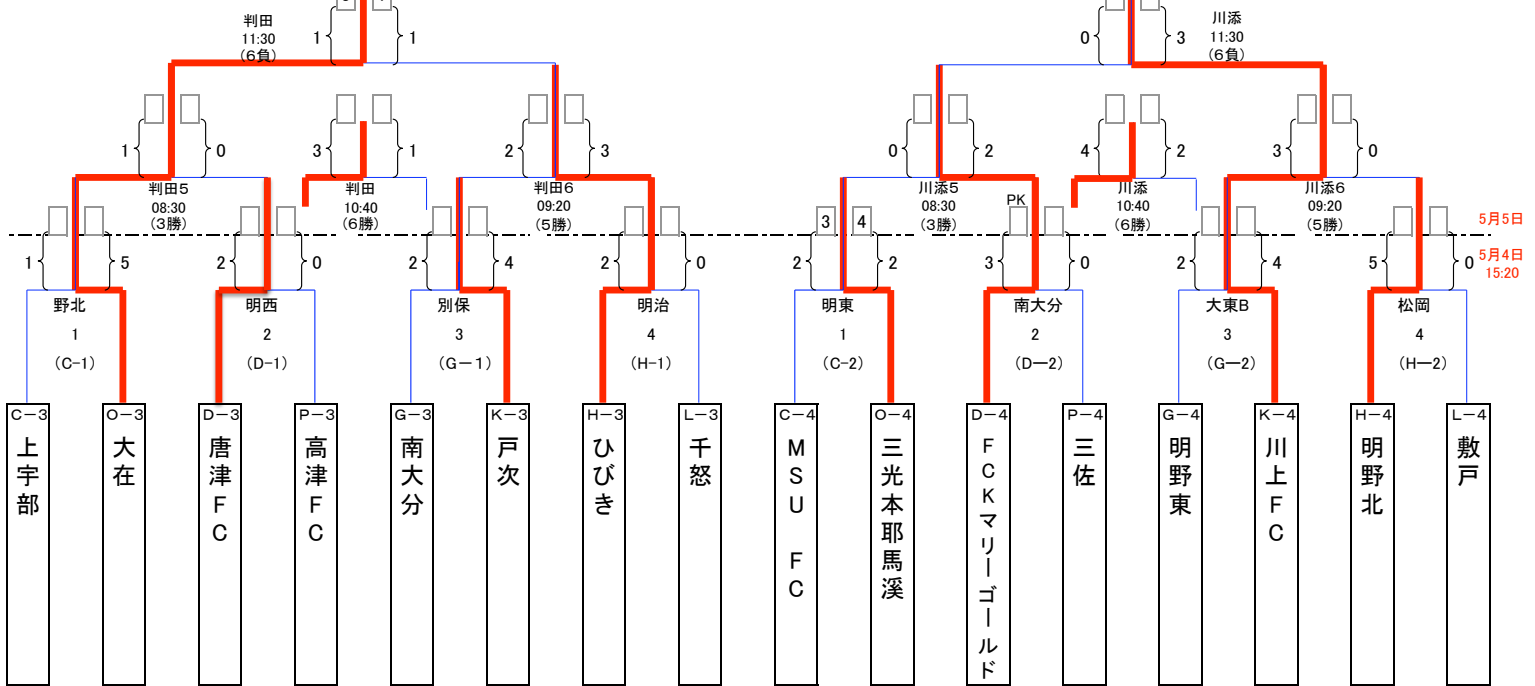 判田
11:30
(6負)
1 1
川添
11:30
(6負)
0 3
1 0
3 1
2 3
0 2
4 2
3 0
判田5
08:30
(3勝)
判田
10:40
(6勝)
判田6
09:20
(5勝)
川添5
08:30
(3勝)
PK
川添
10:40
(6勝)
川添6
09:20
(5勝)
3 4
5月5日
5月4日
15:20
1 5
2 0
2 4
2 0
2 2
3 0
2 4
5 0
野北
1
(C-1)
明西
2
(D-1)
別保
3
(G-1)
明治
4
(H-1)
明東
1
(C-2)
南大分
2
(D-2)
大東B
3
(G-2)
松岡
4
(H-2)
C-3
上宇部
O-3
大在
D-3
唐津FC
P-3
高津FC
G-3
南大分
K-3
戸次
H-3
ひびき
L-3
千怒
C-4
MSU FC
O-4
三光本耶馬溪
D-4
FCKマリーゴールド
P-4
三佐
G-4
明野東
K-4
川上FC
H-4
明野北
L-4
敷戸